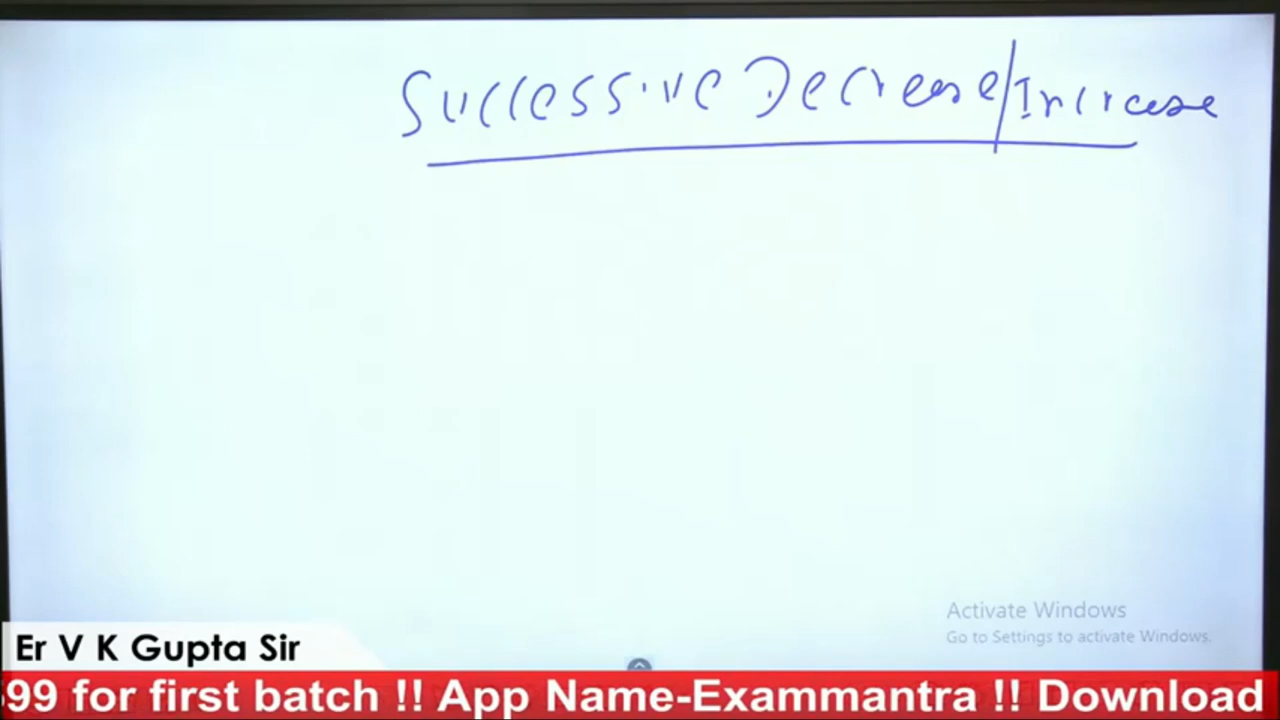 Successive Decrease/Increase
Activate Windows
Go to Settings to activate Windows.
Er V K Gupta Sir
99 for first batch !! App Name-Exammantra !! Download